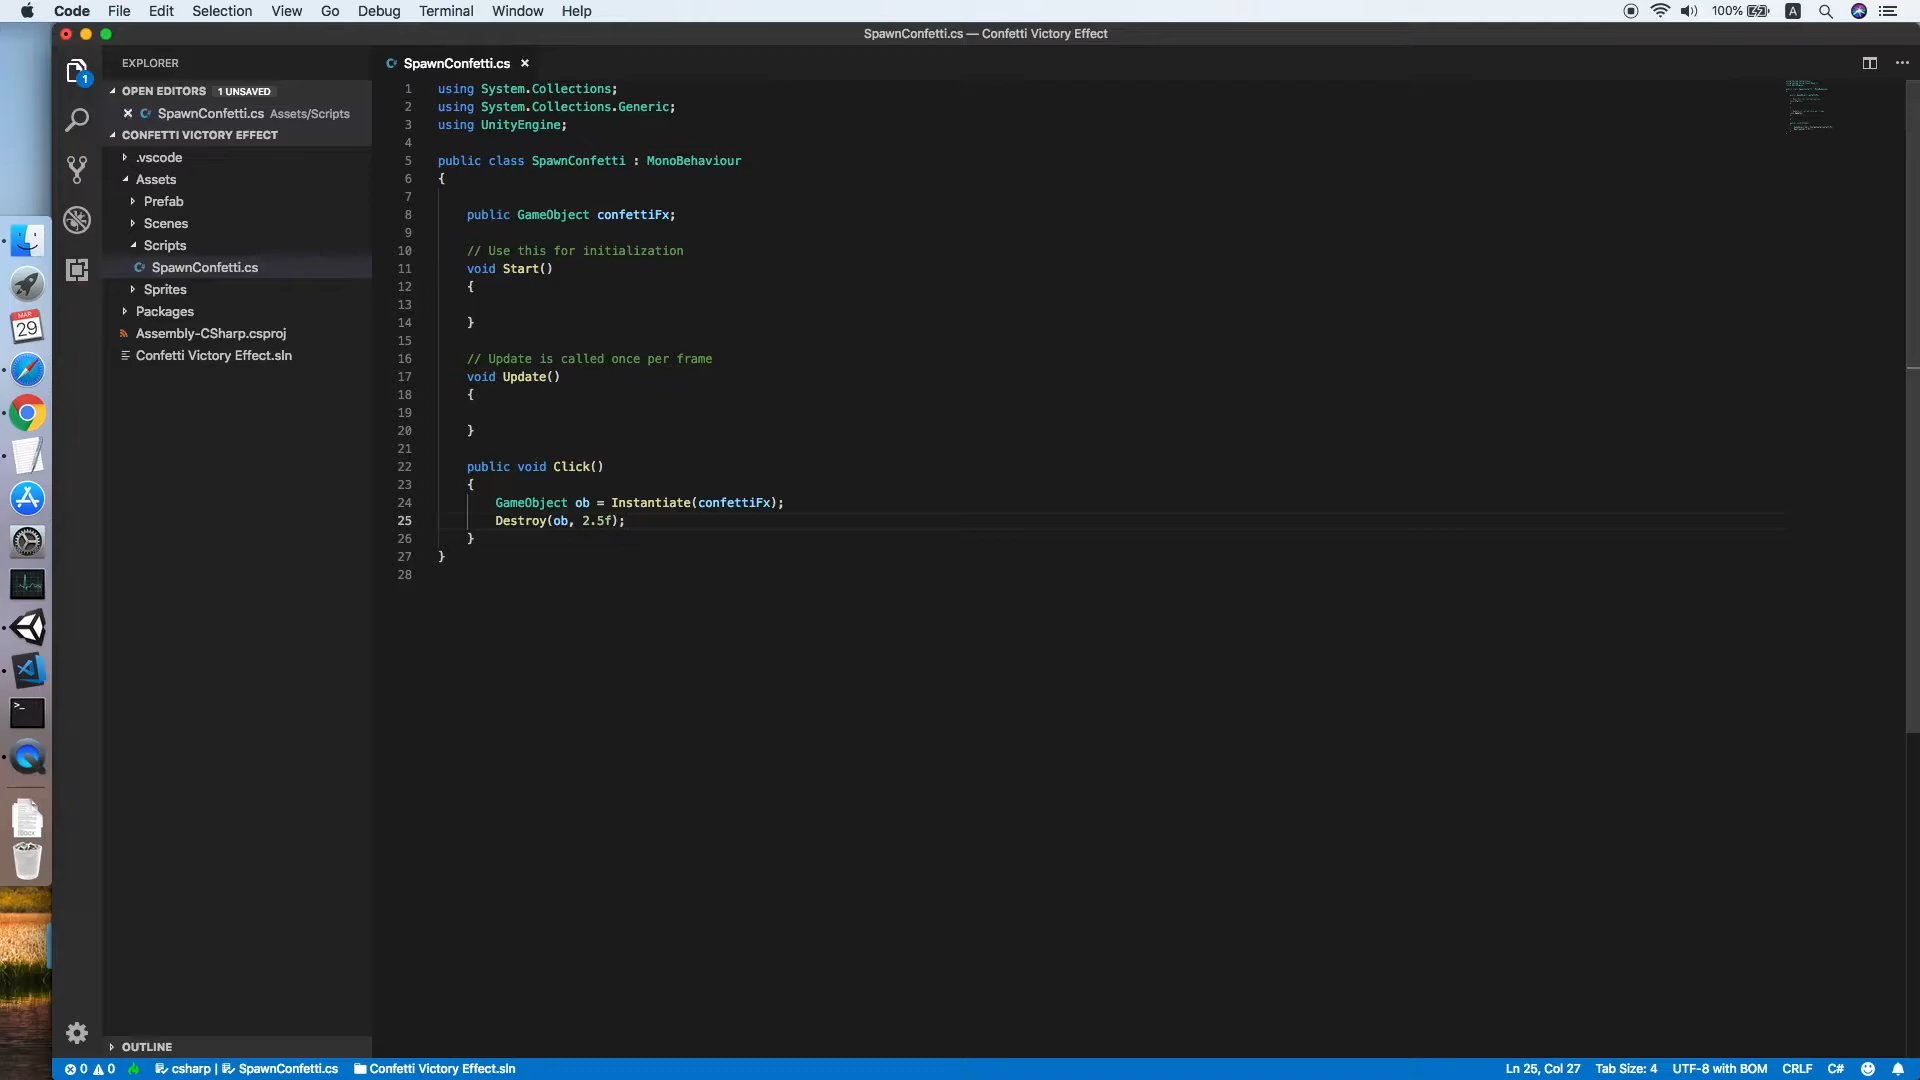 Code File Edit Selection View Go Debug Terminal Window Help 100% A
SpawnConfetti.cs — Confetti Victory Effect
EXPLORER
OPEN EDITORS 1 UNSAVED
SpawnConfetti.cs Assets/Scripts
CONFETTI VICTORY EFFECT
.vscode
Assets
Prefab
Scenes
Scripts
SpawnConfetti.cs
Sprites
Packages
Assembly-CSharp.csproj
Confetti Victory Effect.sln
OUTLINE
1
MAR
29
SpawnConfetti.cs
1 using System.Collections;
2 using System.Collections.Generic;
3 using UnityEngine;
4
5 public class SpawnConfetti : MonoBehaviour
6 {
7
8 public GameObject confettiFx;
9
10 // Use this for initialization
11 void Start()
12 {
13
14 }
15
16 // Update is called once per frame
17 void Update()
18 {
19
20 }
21
22 public void Click()
23 {
24 GameObject ob = Instantiate(confettiFx);
25 Destroy(ob, 2.5f);
26 }
27 }
28
0 0 csharp | SpawnConfetti.cs Confetti Victory Effect.sln Ln 25, Col 27 Tab Size: 4 UTF-8 with BOM CRLF C#